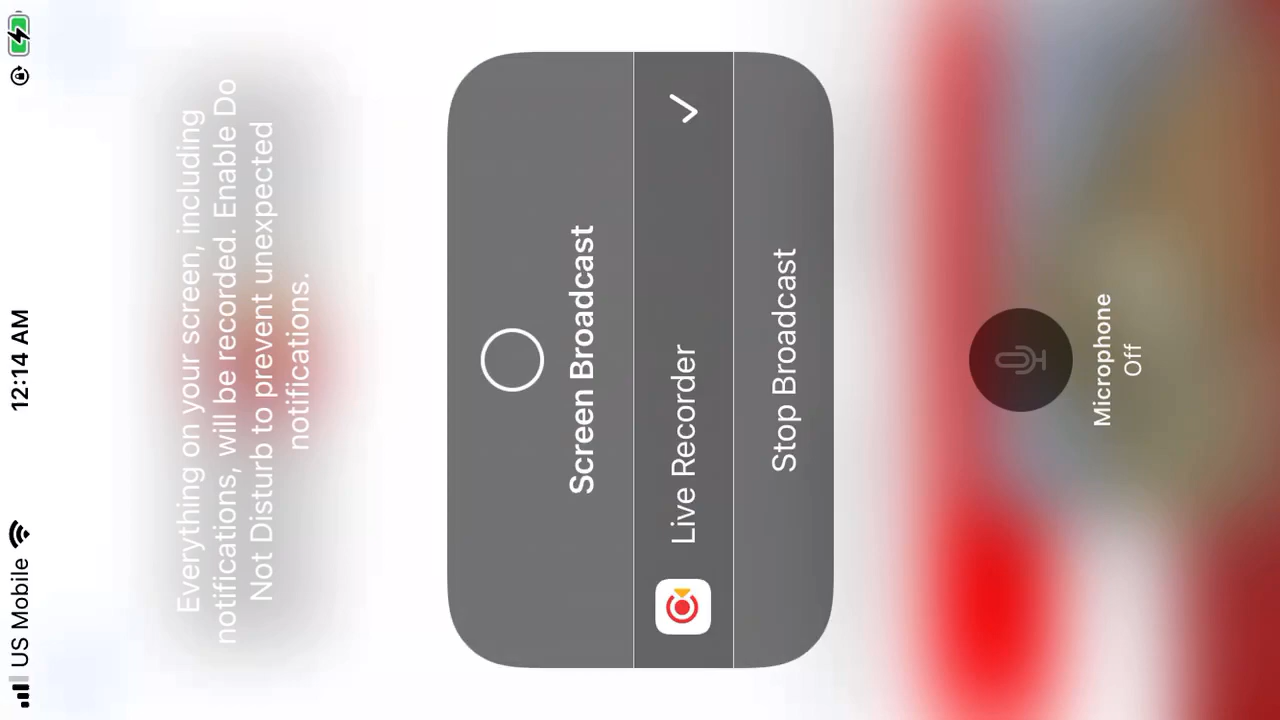 US Mobile
12:14 AM
Everything on your screen, including
notifications, will be recorded. Enable Do
Not Disturb to prevent unexpected
notifications.
Screen Broadcast
Live Recorder
Stop Broadcast
Microphone
Off